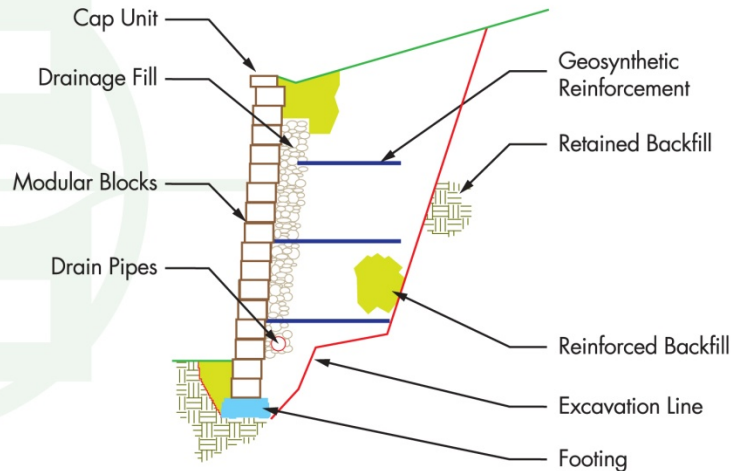 Cap Unit
Drainage Fill
Modular Blocks
Drain Pipes
Geosynthetic
Reinforcement
Retained Backfill
Reinforced Backfill
Excavation Line
Footing